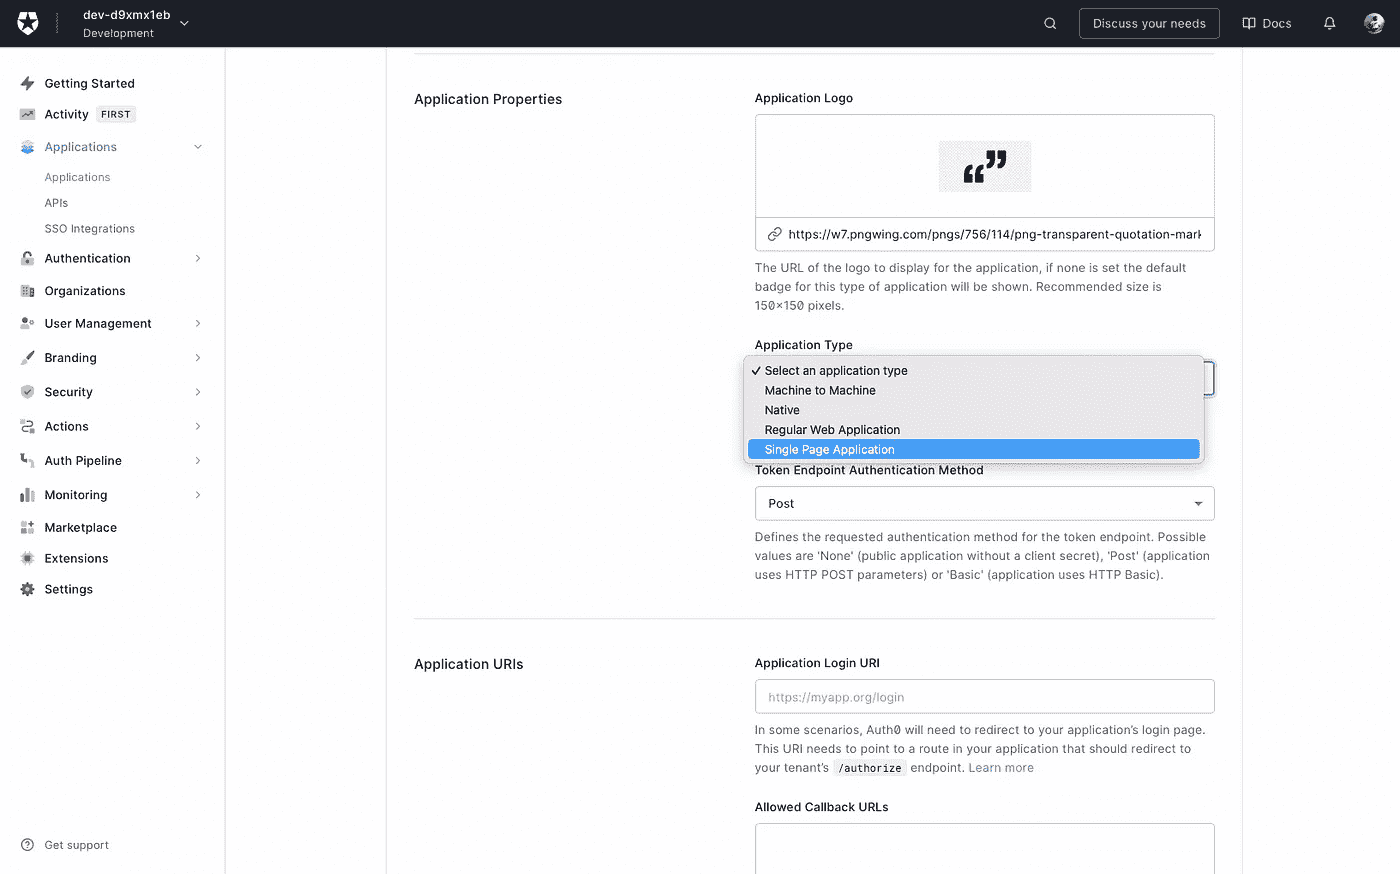 dev-d9xmx1eb
Development
Discuss your needs
Docs
Getting Started
Activity FIRST
Applications
Applications
APIs
SSO Integrations
Authentication
Organizations
User Management
Branding
Security
Actions
Auth Pipeline
Monitoring
Marketplace
Extensions
Settings
Get support
Application Properties
Application Logo
“”
https://w7.pngwing.com/pngs/756/114/png-transparent-quotation-mark
The URL of the logo to display for the application, if none is set the default
badge for this type of application will be shown. Recommended size is
150x150 pixels.
Application Type
✓ Select an application type
Machine to Machine
Native
Regular Web Application
Single Page Application
Token Endpoint Authentication Method
Post
Defines the requested authentication method for the token endpoint. Possible
values are 'None' (public application without a client secret), 'Post' (application
uses HTTP POST parameters) or 'Basic' (application uses HTTP Basic).
Application URIs
Application Login URI
https://myapp.org/login
In some scenarios, Auth0 will need to redirect to your application’s login page.
This URI needs to point to a route in your application that should redirect to
your tenant’s /authorize endpoint. Learn more
Allowed Callback URLs